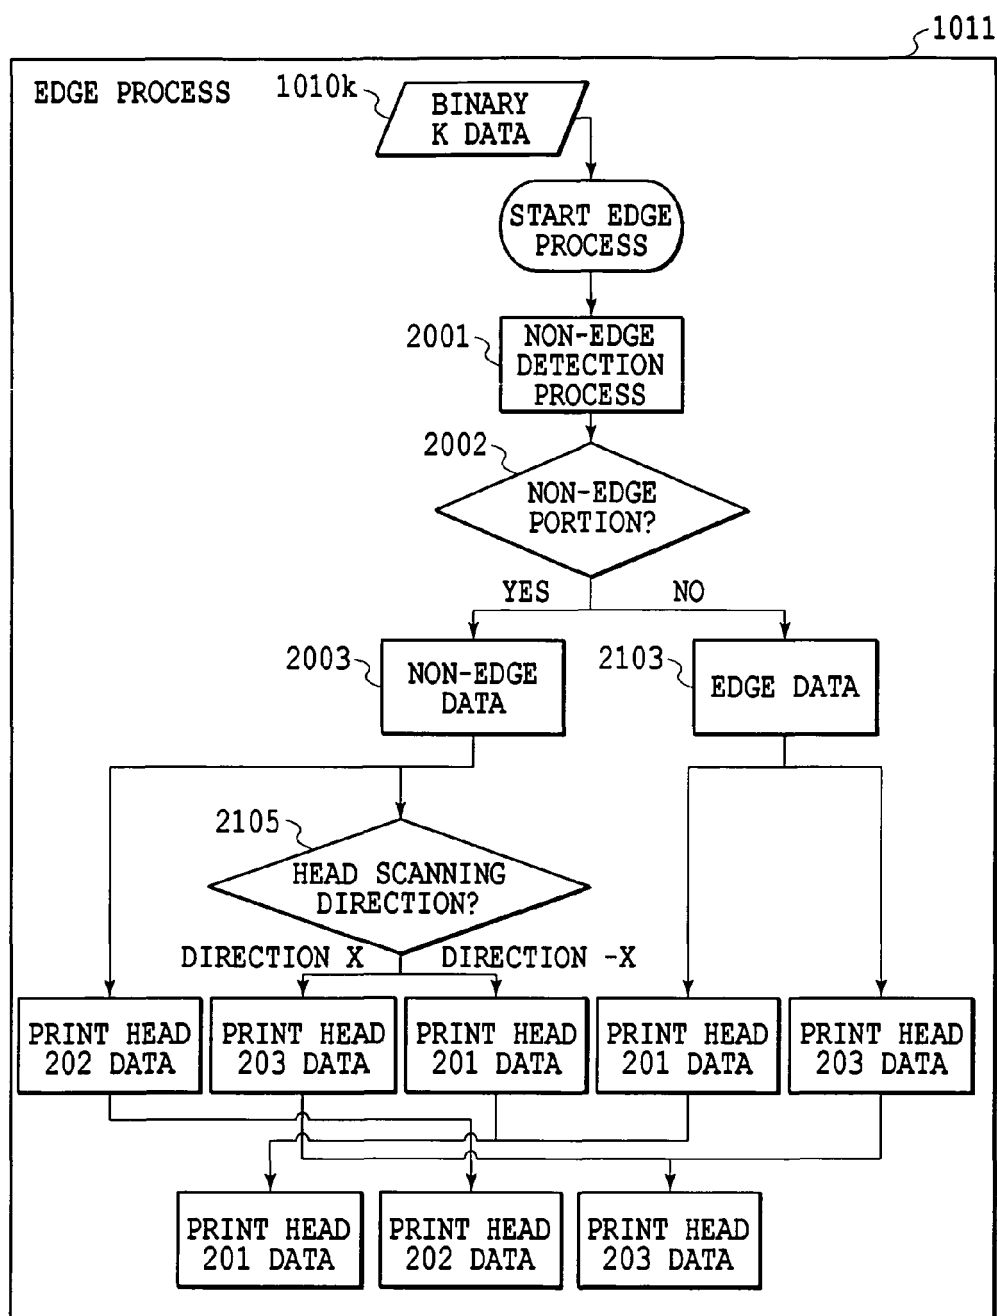 1011
EDGE PROCESS
1010k
BINARY
K DATA
START EDGE
PROCESS
2001
NON-EDGE
DETECTION
PROCESS
2002
NON-EDGE
PORTION?
YES
NO
2003
NON-EDGE
DATA
2103
EDGE DATA
2105
HEAD SCANNING
DIRECTION?
DIRECTION X
DIRECTION -X
PRINT HEAD
202 DATA
PRINT HEAD
203 DATA
PRINT HEAD
201 DATA
PRINT HEAD
201 DATA
PRINT HEAD
203 DATA
PRINT HEAD
201 DATA
PRINT HEAD
202 DATA
PRINT HEAD
203 DATA